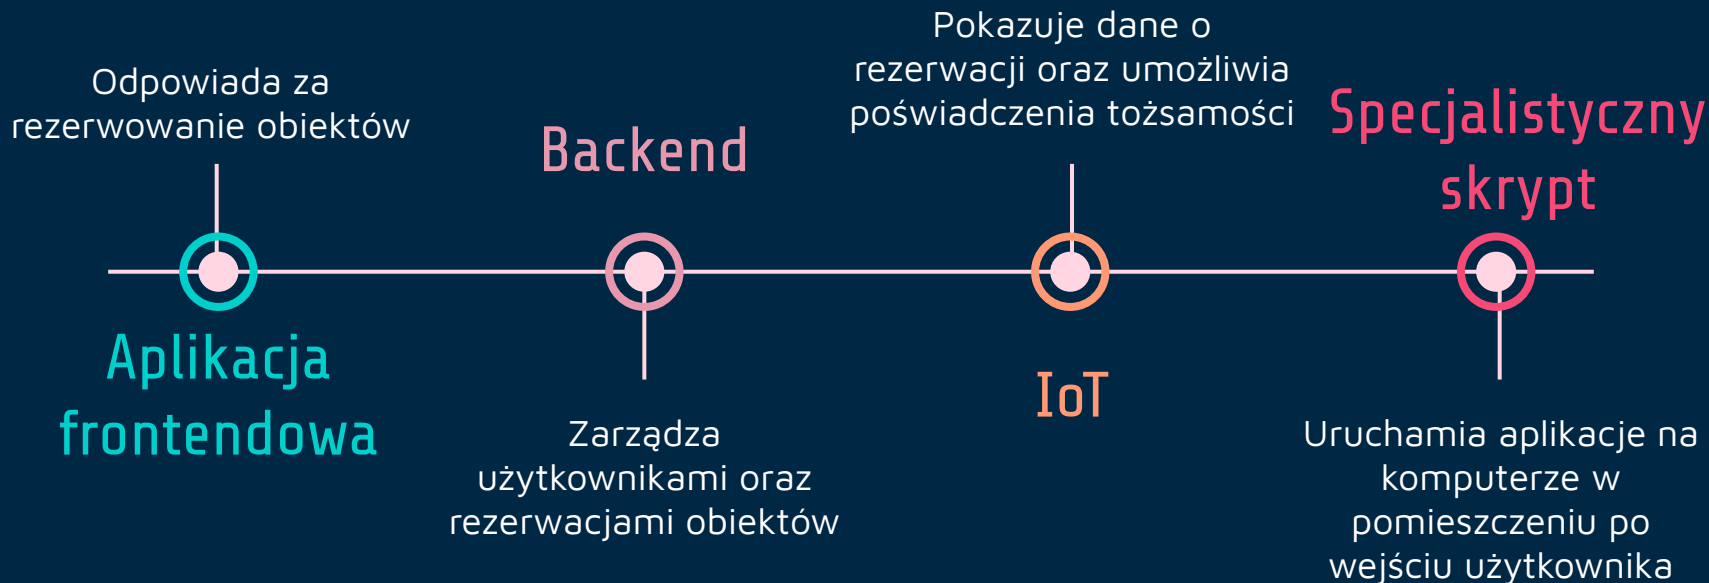 Odpowiada za
rezerwowanie obiektów
Aplikacja
frontendowa
Backend
Zarządza
użytkownikami oraz
rezerwacjami obiektów
Pokazuje dane o
rezerwacji oraz umożliwia
poświadczenia tożsamości
IoT
Specjalistyczny
skrypt
Uruchamia aplikacje na
komputerze w
pomieszczeniu po
wejściu użytkownika